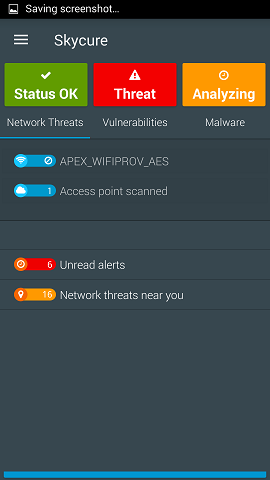 Saving screenshot...
Skycure
Status OK
Threat
Analyzing
Network Threats
Vulnerabilities
Malware
APEX_WIFIPROV_AES
1 Access point scanned
6 Unread alerts
16 Network threats near you